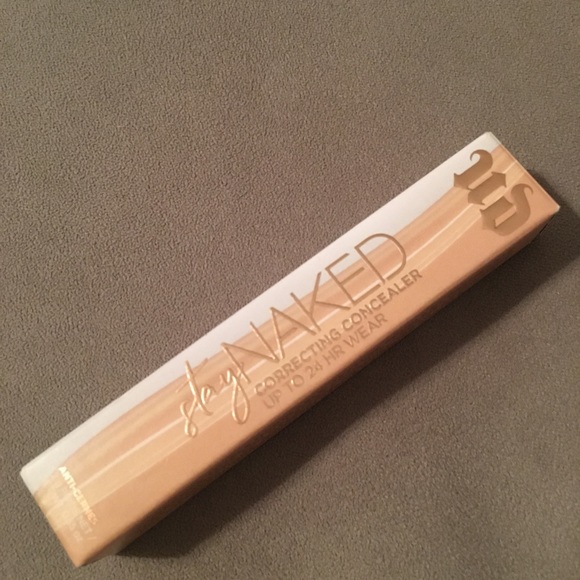 UD
stay NAKED
CORRECTING CONCEALER
UP TO 24 HR WEAR